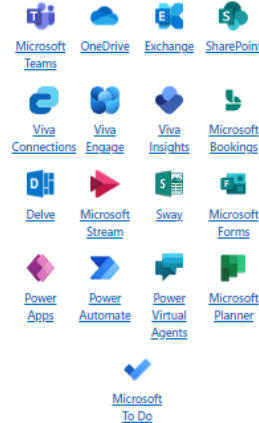 Microsoft Teams
OneDrive
Exchange
SharePoint
Viva Connections
Viva Engage
Viva Insights
Microsoft Bookings
Delve
Microsoft Stream
Sway
Microsoft Forms
Power Apps
Power Automate
Power Virtual Agents
Microsoft Planner
Microsoft To Do